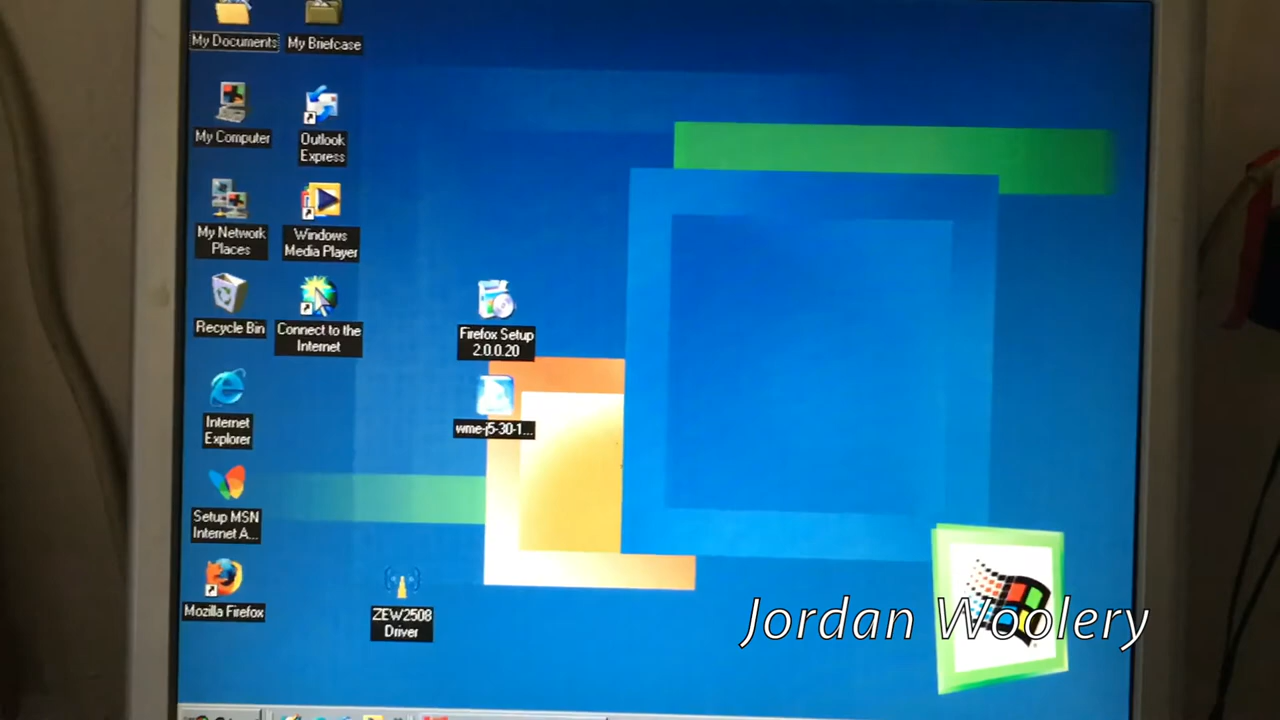 My Documents
My Briefcase
My Computer
Outlook
Express
My Network
Places
Windows
Media Player
Recycle Bin
Connect to the
Internet
Firefox Setup
2.0.0.20
Internet
Explorer
wme-j5-30-1...
Setup MSN
Internet A...
Mozilla Firefox
ZEW2508
Driver
Jordan Woolery